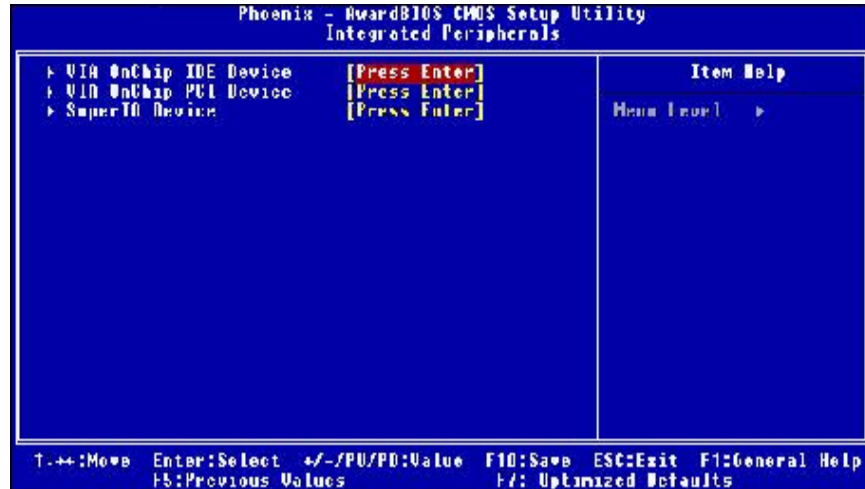 Phoenix - AwardBIOS CMOS Setup Utility
Integrated Peripherals
▸ VIA OnChip IDE Device [Press Enter]
▸ VIA OnChip PCI Device [Press Enter]
▸ SuperIO Device [Press Enter]
Item Help
Menu Level ▸
↑↓→←:Move Enter:Select +/-/PU/PD:Value F10:Save ESC:Exit F1:General Help
F5:Previous Values F7: Optimized Defaults